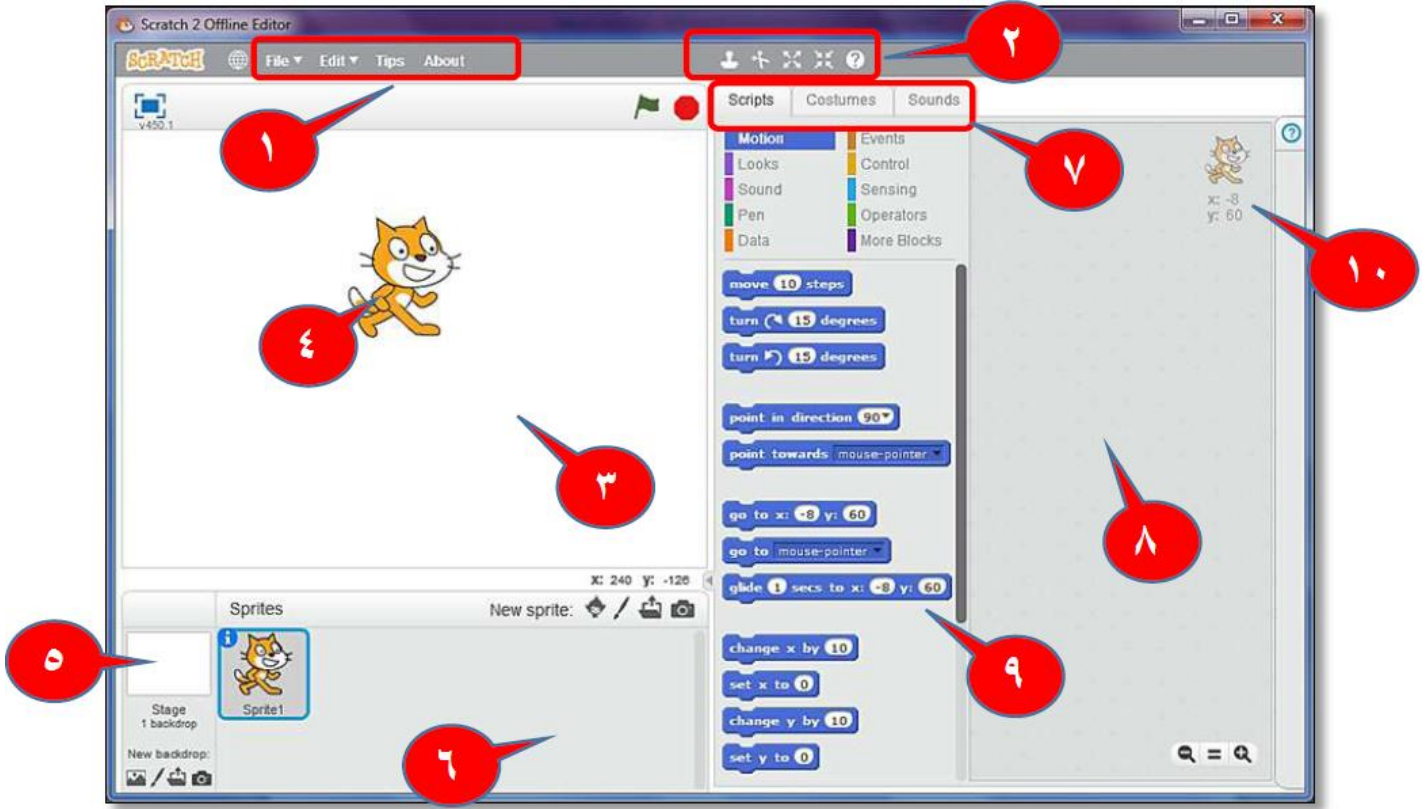 Scratch 2 Offline Editor
SCRATCH File Edit Tips About
٢
v450.1
Scripts Costumes Sounds
١
٧
Motion Events
Looks Control
Sound Sensing
Pen Operators
Data More Blocks
x: -8
y: 60
١٠
٤
move 10 steps
turn 15 degrees
turn 15 degrees
point in direction 90
point towards mouse-pointer
٣
go to x: -8 y: 60
go to mouse-pointer
glide 1 secs to x: -8 y: 60
٨
X: 240 y: -126
Sprites New sprite:
٥
change x by 10
set x to 0
change y by 10
set y to 0
٩
Stage
1 backdrop
Sprite1
New backdrop:
٦